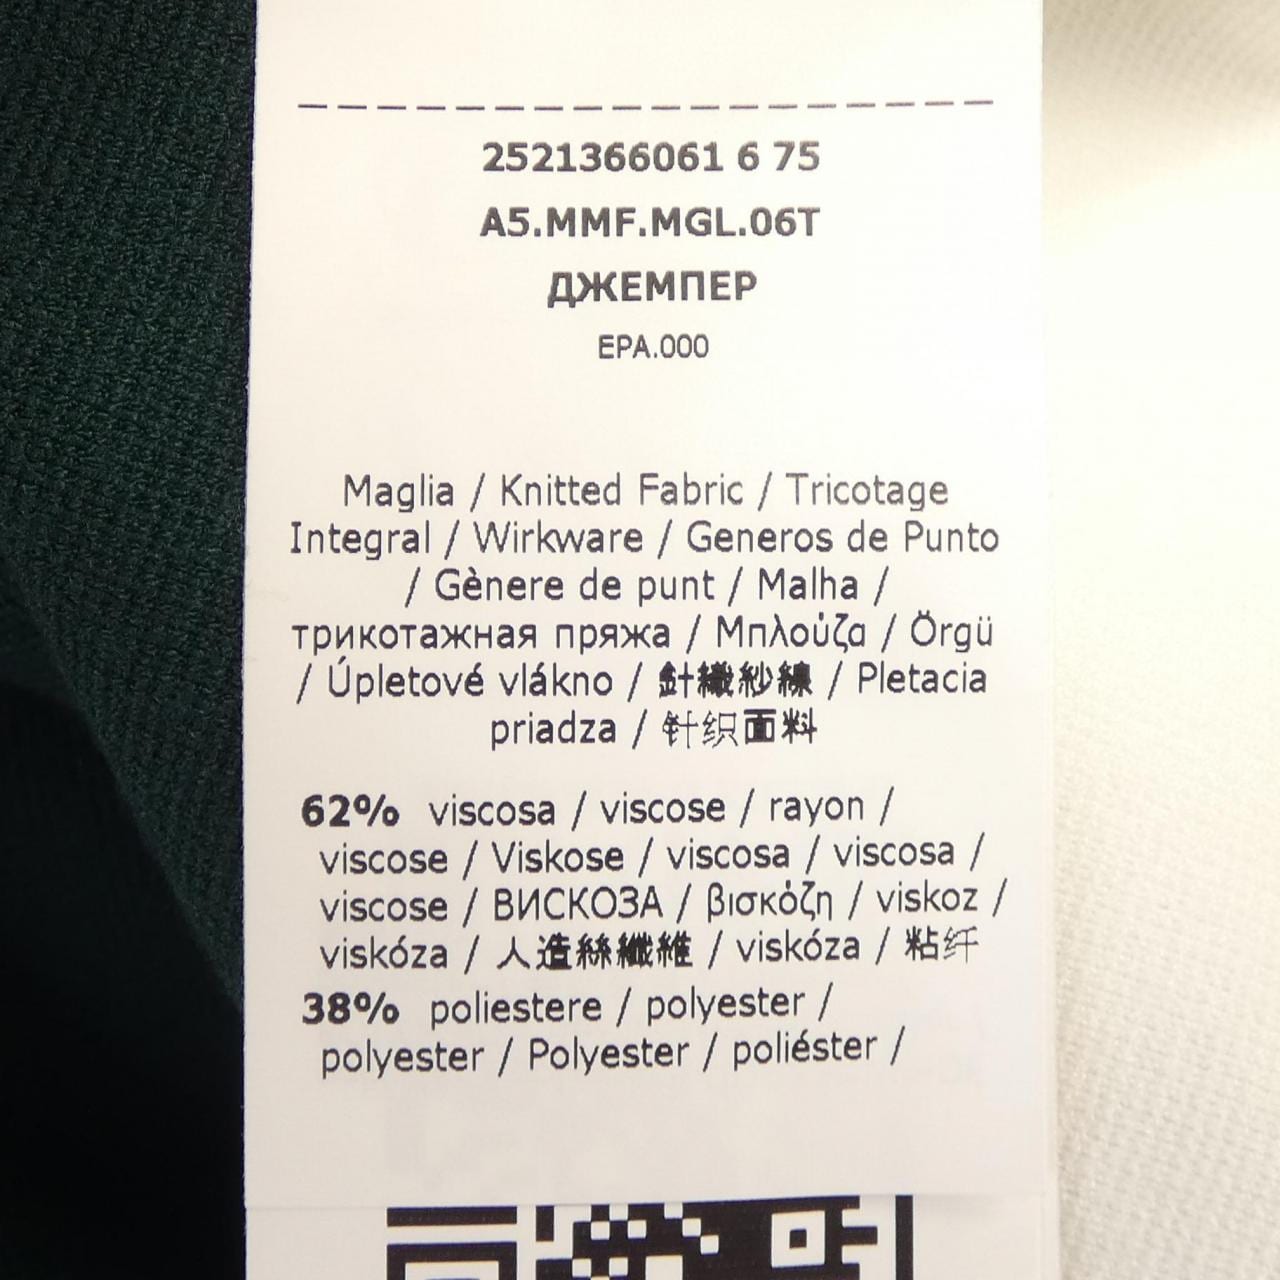 2521366061 6 75
A5.MMF.MGL.06T
ДЖЕМПЕР
EPA.000
Maglia / Knitted Fabric / Tricotage
Integral / Wirkware / Generos de Punto
/ Gènere de punt / Malha /
трикотажная пряжа / Μπλούζα / Örgü
/ Úpletové vlákno / 針織紗線 / Pletacia
priadza / 针织面料
62% viscosa / viscose / rayon /
viscose / Viskose / viscosa / viscosa /
viscose / ВИСКОЗА / βισκόζη / viskoz /
viskóza / 人造絲纖維 / viskóza / 粘纤
38% poliestere / polyester /
polyester / Polyester / poliéster /